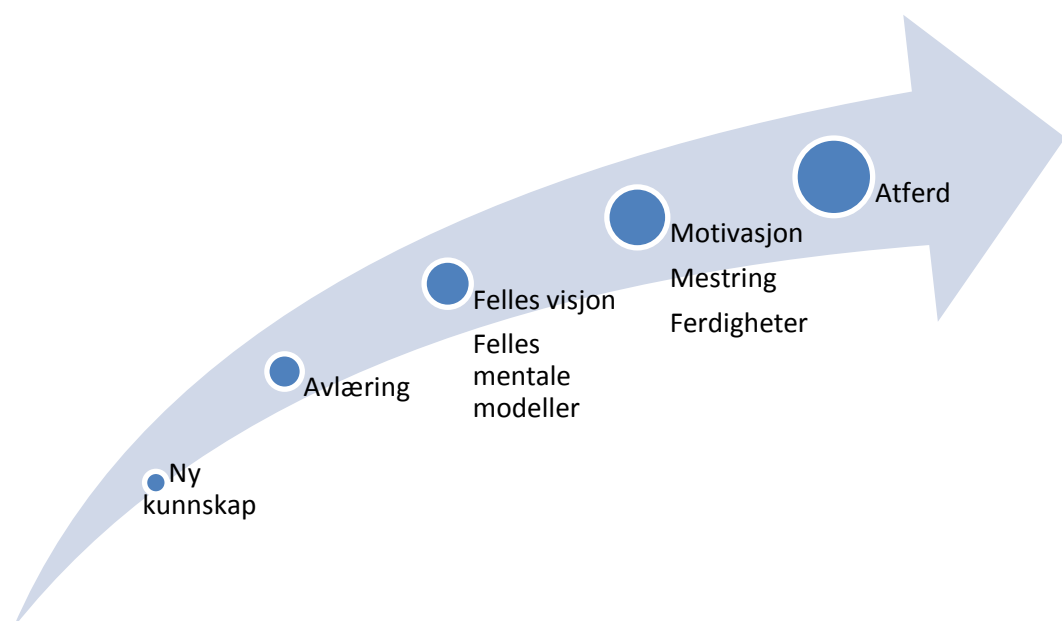 Ny
kunnskap
Avlæring
Felles visjon
Felles
mentale
modeller
Motivasjon
Mestring
Ferdigheter
Atferd